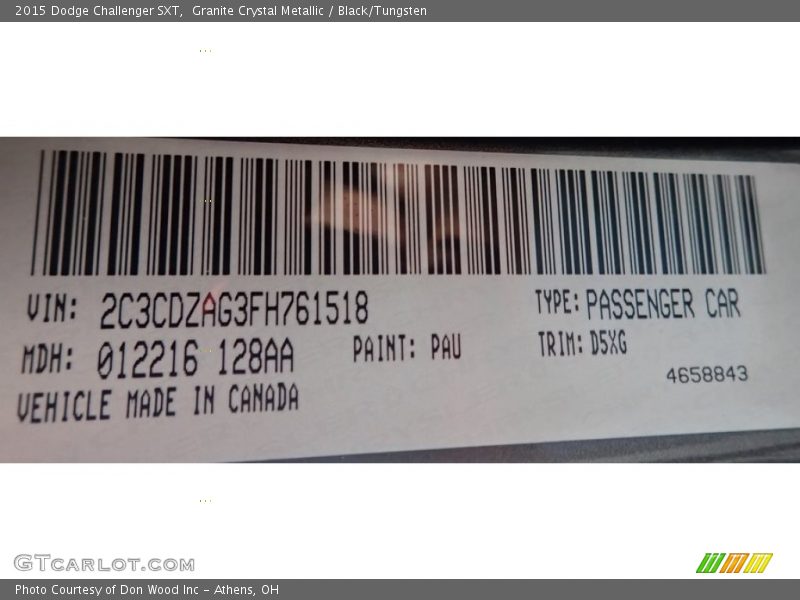 2015 Dodge Challenger SXT,  Granite Crystal Metallic / Black/Tungsten
VIN: 2C3CDZAG3FH761518
TYPE: PASSENGER CAR
MDH: 012216 128AA
PAINT: PAU
TRIM: D5XG
4658843
VEHICLE MADE IN CANADA
GTCARLOT.COM
Photo Courtesy of Don Wood Inc - Athens, OH